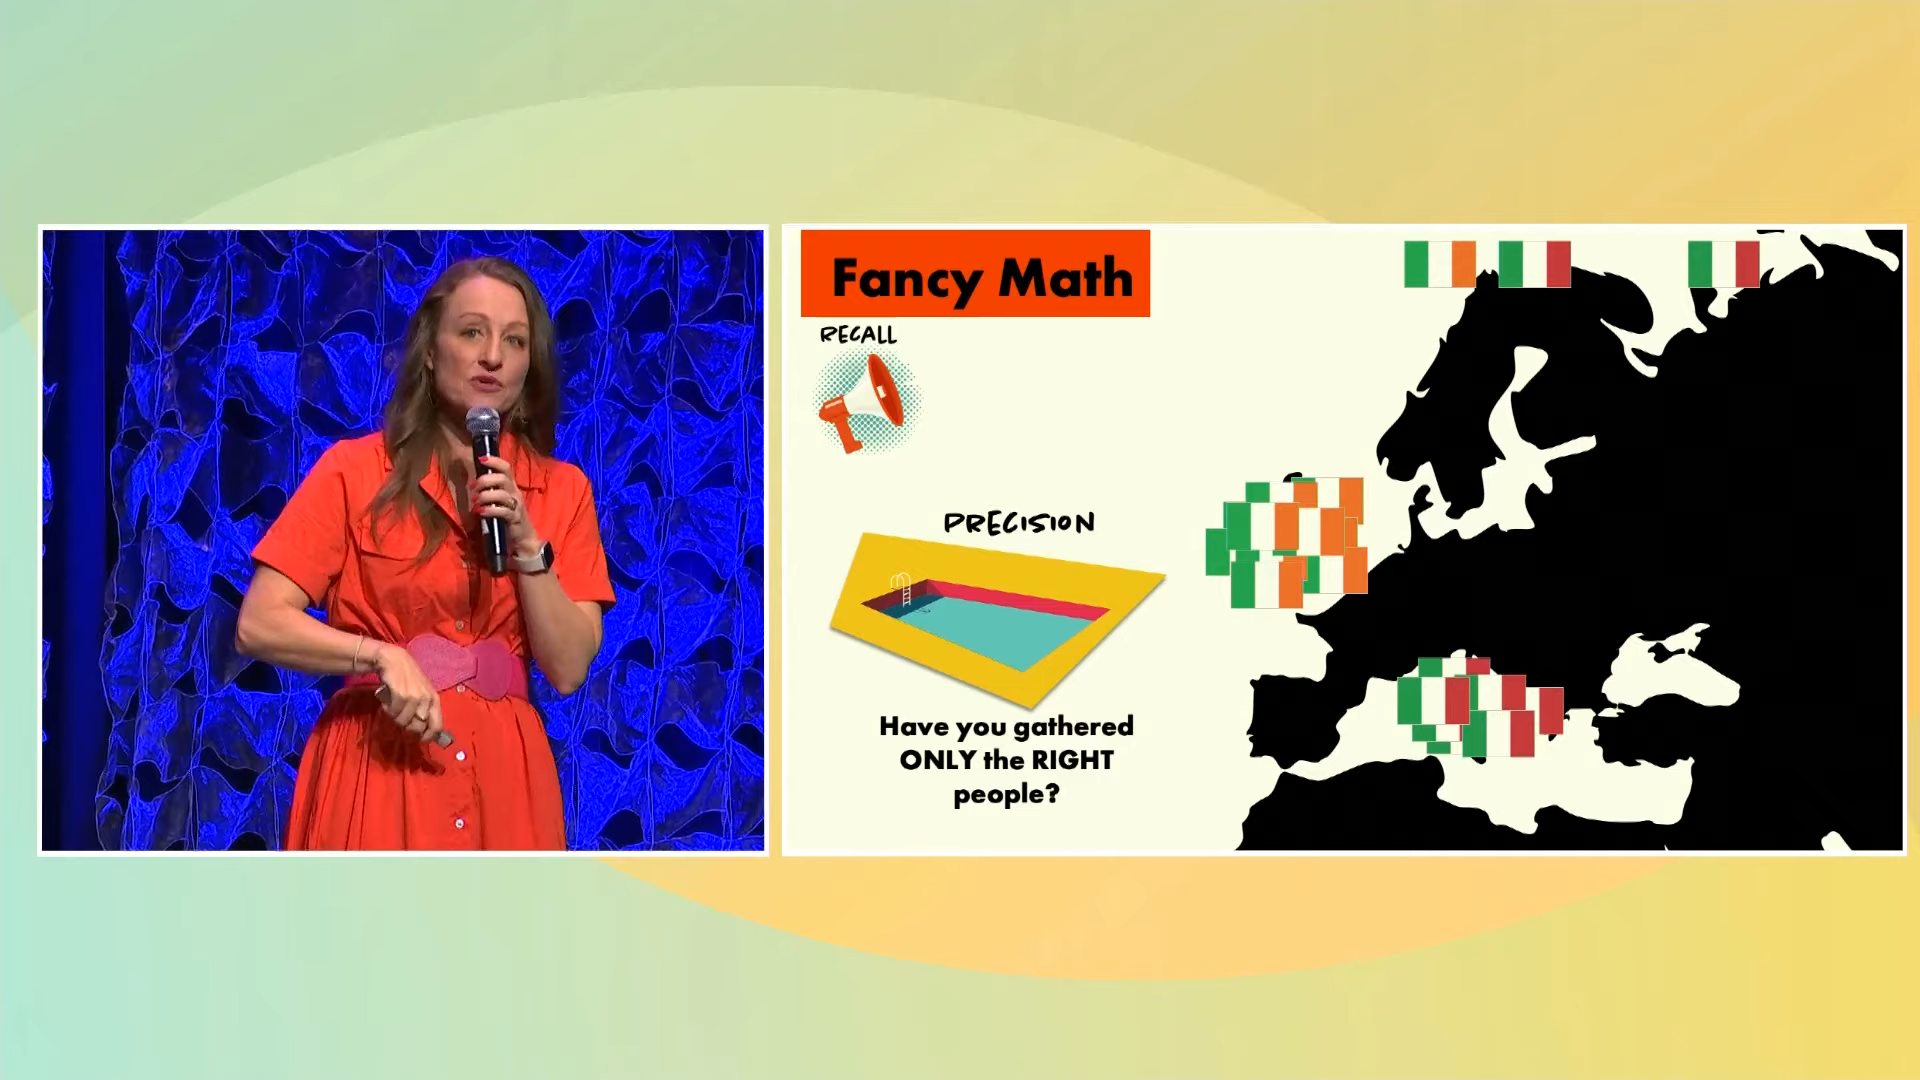 Fancy Math
RECALL
PRECISION
Have you gathered
ONLY the RIGHT
people?